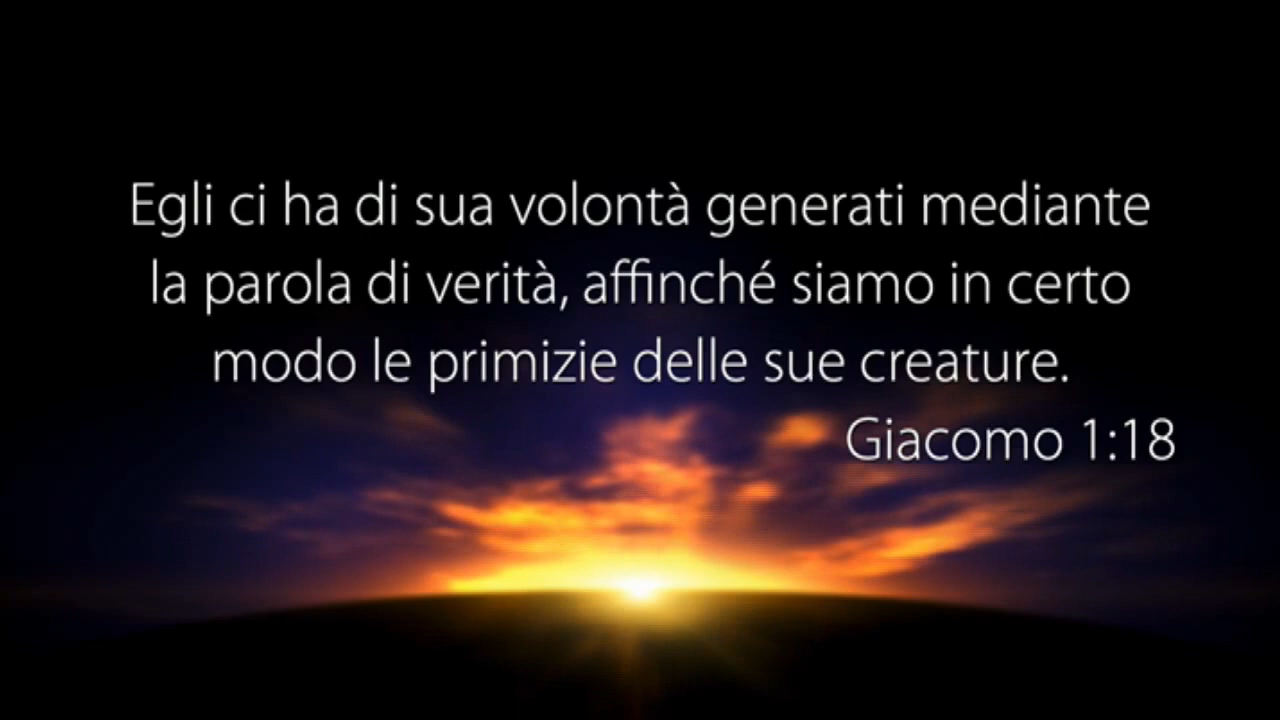 Egli ci ha di sua volontà generati mediante
la parola di verità, affinché siamo in certo
modo le primizie delle sue creature.
Giacomo 1:18